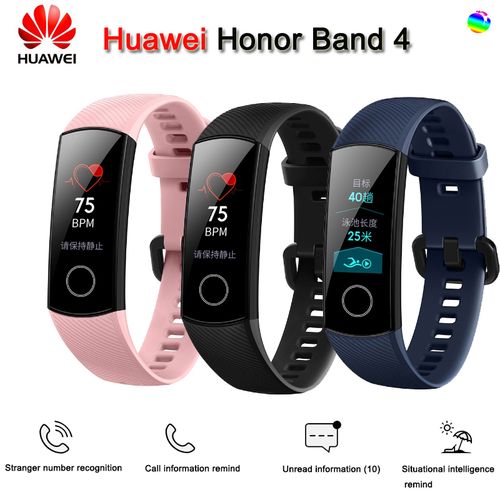 HUAWEI
Huawei Honor Band 4
75
BPM
请保持静止
75
BPM
请保持静止
目标
40趟
泳池长度
25米
Stranger number recognition
Call information remind
Unread information (10)
Situational intelligence
remind